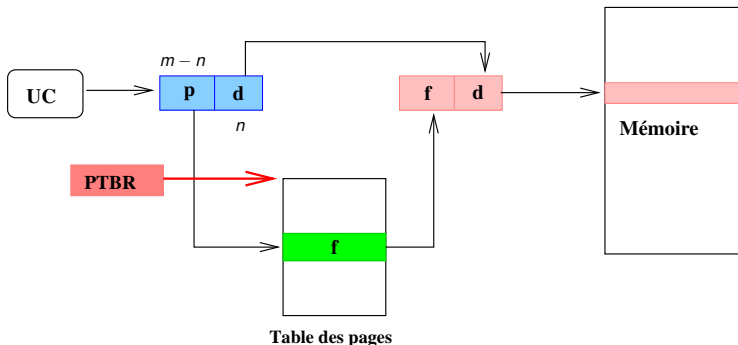 m − n
UC
p d
f d
n
Mémoire
PTBR
f
Table des pages